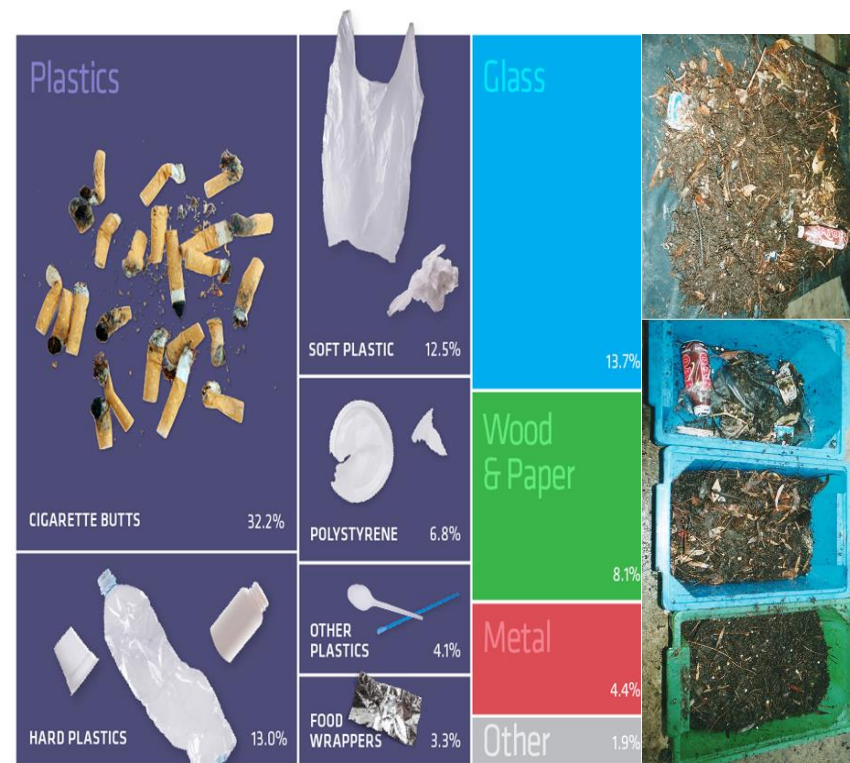 Plastics
CIGARETTE BUTTS 32.2%
HARD PLASTICS 13.0%
SOFT PLASTIC 12.5%
POLYSTYRENE 6.8%
OTHER
PLASTICS 4.1%
FOOD
WRAPPERS 3.3%
Glass
13.7%
Wood
& Paper
8.1%
Metal
4.4%
Other 1.9%